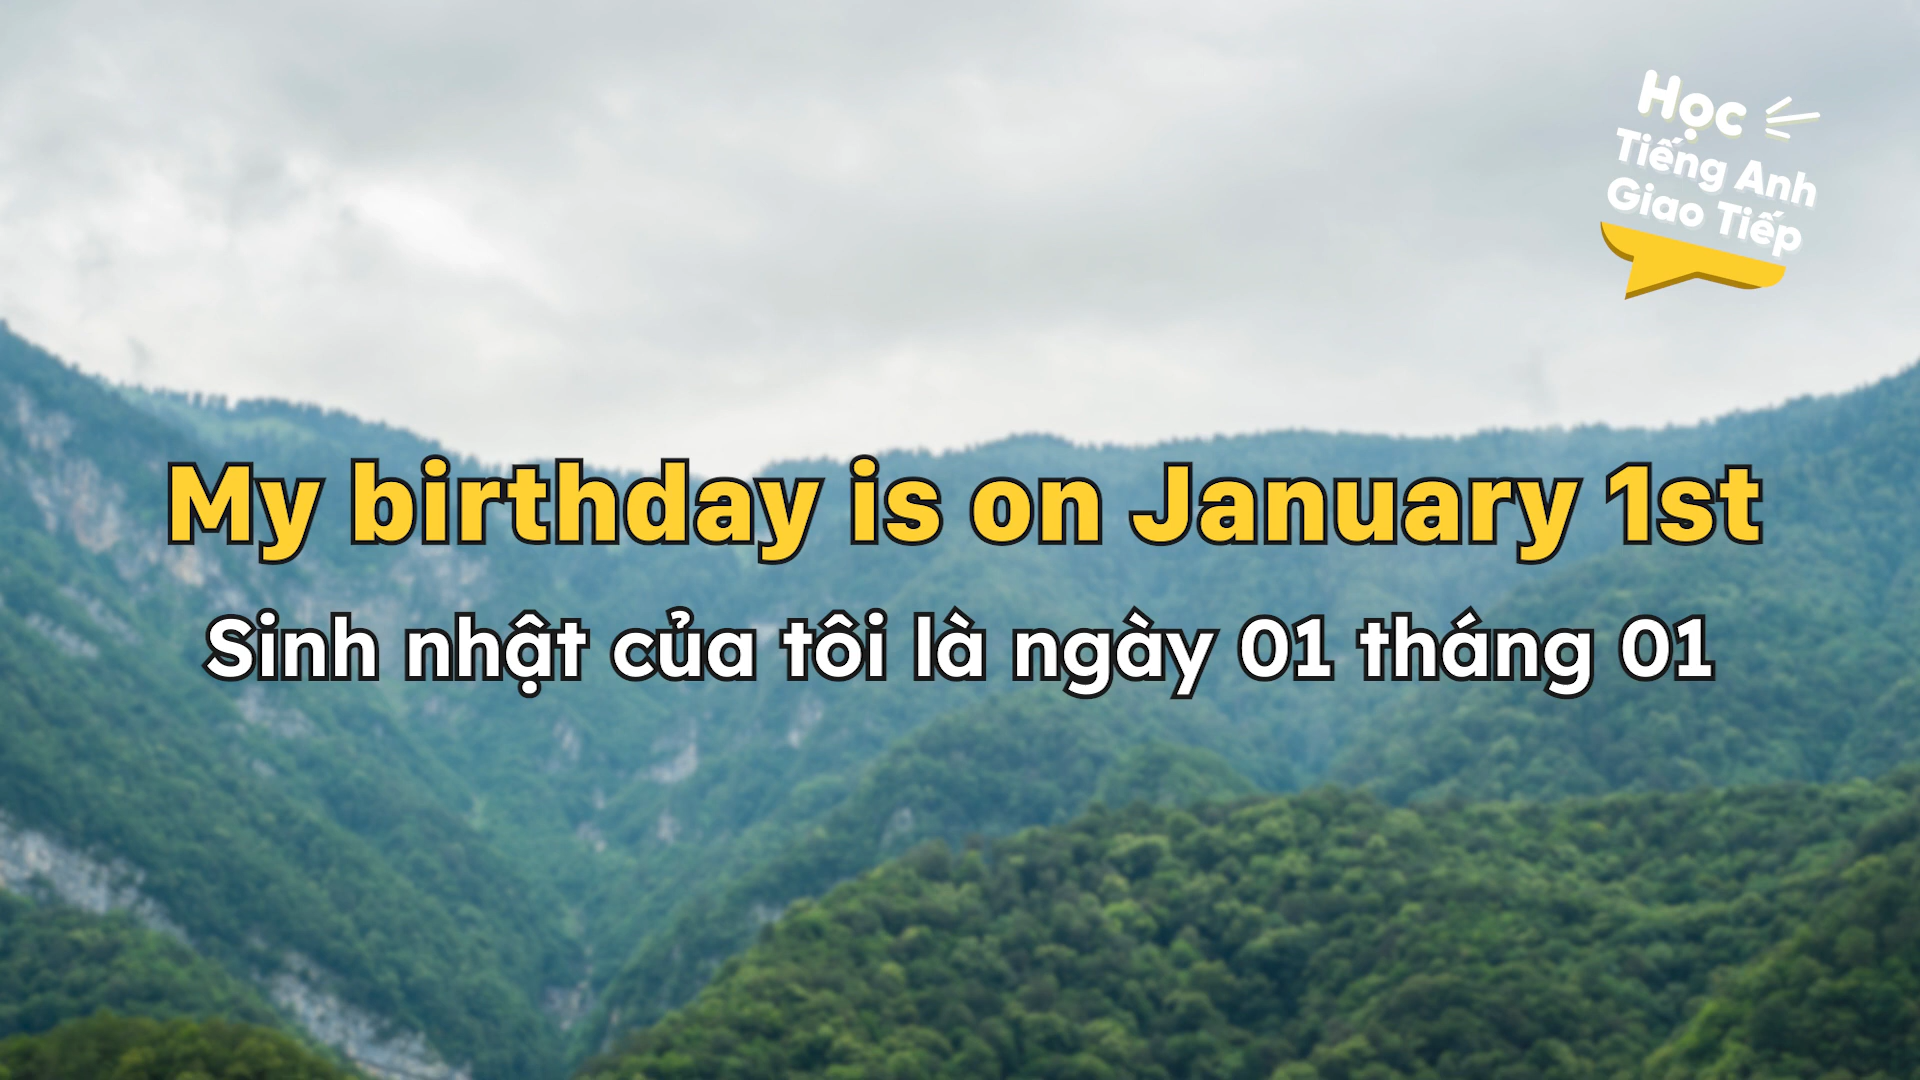 Học
Tiếng Anh
Giao Tiếp
My birthday is on January 1st
Sinh nhật của tôi là ngày 01 tháng 01